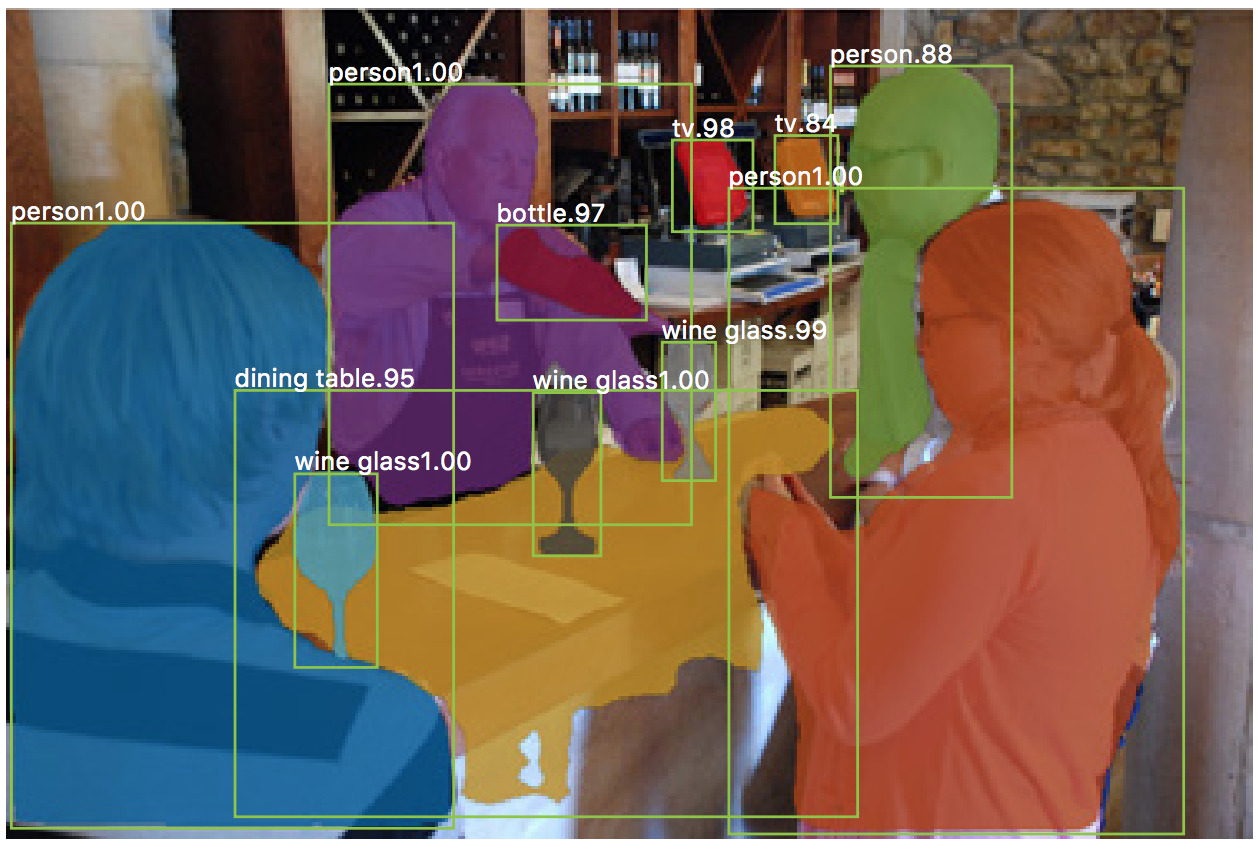 person.88
person1.00
tv.98
tv.84
person1.00
person1.00
bottle.97
wine glass.99
dining table.95
wine glass1.00
wine glass1.00